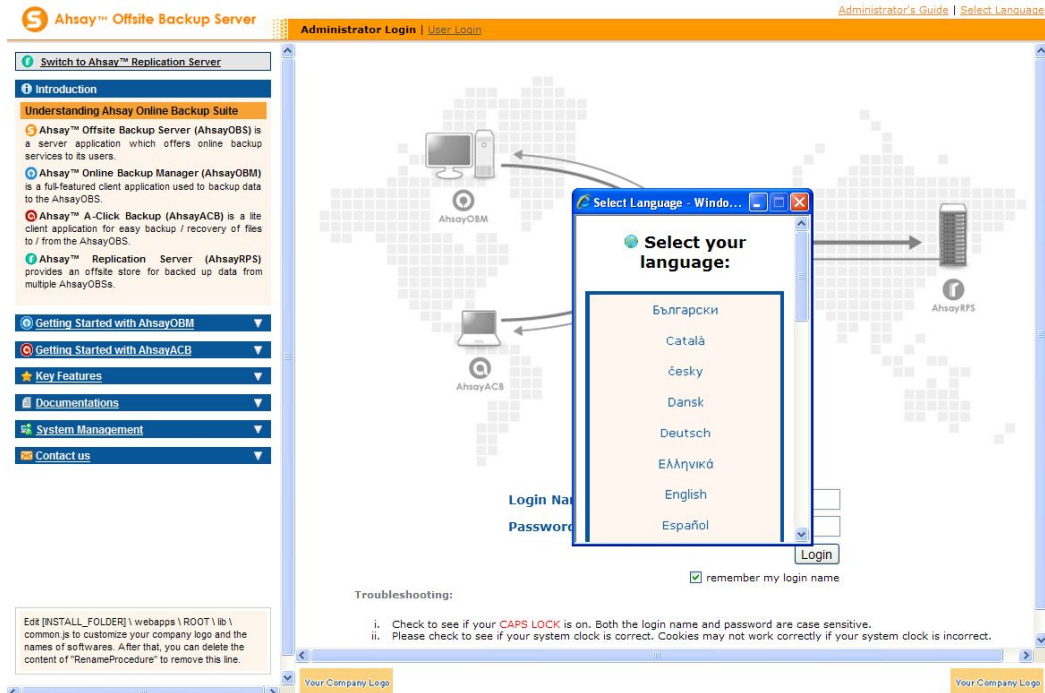 Ahsay™ Offsite Backup Server
Administrator's Guide | Select Language
Administrator Login | User Login
Switch to Ahsay™ Replication Server
Introduction
Understanding Ahsay Online Backup Suite
Ahsay™ Offsite Backup Server (AhsayOBS) is
a server application which offers online backup
services to its users.
Ahsay™ Online Backup Manager (AhsayOBM)
is a full-featured client application used to backup data
to the AhsayOBS.
Ahsay™ A-Click Backup (AhsayACB) is a lite
client application for easy backup / recovery of files
to / from the AhsayOBS.
Ahsay™ Replication Server (AhsayRPS)
provides an offsite store for backed up data from
multiple AhsayOBSs.
Getting Started with AhsayOBM
Getting Started with AhsayACB
Key Features
Documentations
System Management
Contact us
Edit [INSTALL_FOLDER] \ webapps \ ROOT \ lib \
common.js to customize your company logo and the
names of softwares. After that, you can delete the
content of "RenameProcedure" to remove this line.
AhsayOBM
AhsayACB
AhsayRPS
Select Language - Windo...
Select your
language:
Български
Català
česky
Dansk
Deutsch
Ελληνικά
English
Español
Login Na
Password
Login
remember my login name
Troubleshooting:
i. Check to see if your CAPS LOCK is on. Both the login name and password are case sensitive.
ii. Please check to see if your system clock is correct. Cookies may not work correctly if your system clock is incorrect.
Your Company Logo
Your Company Logo